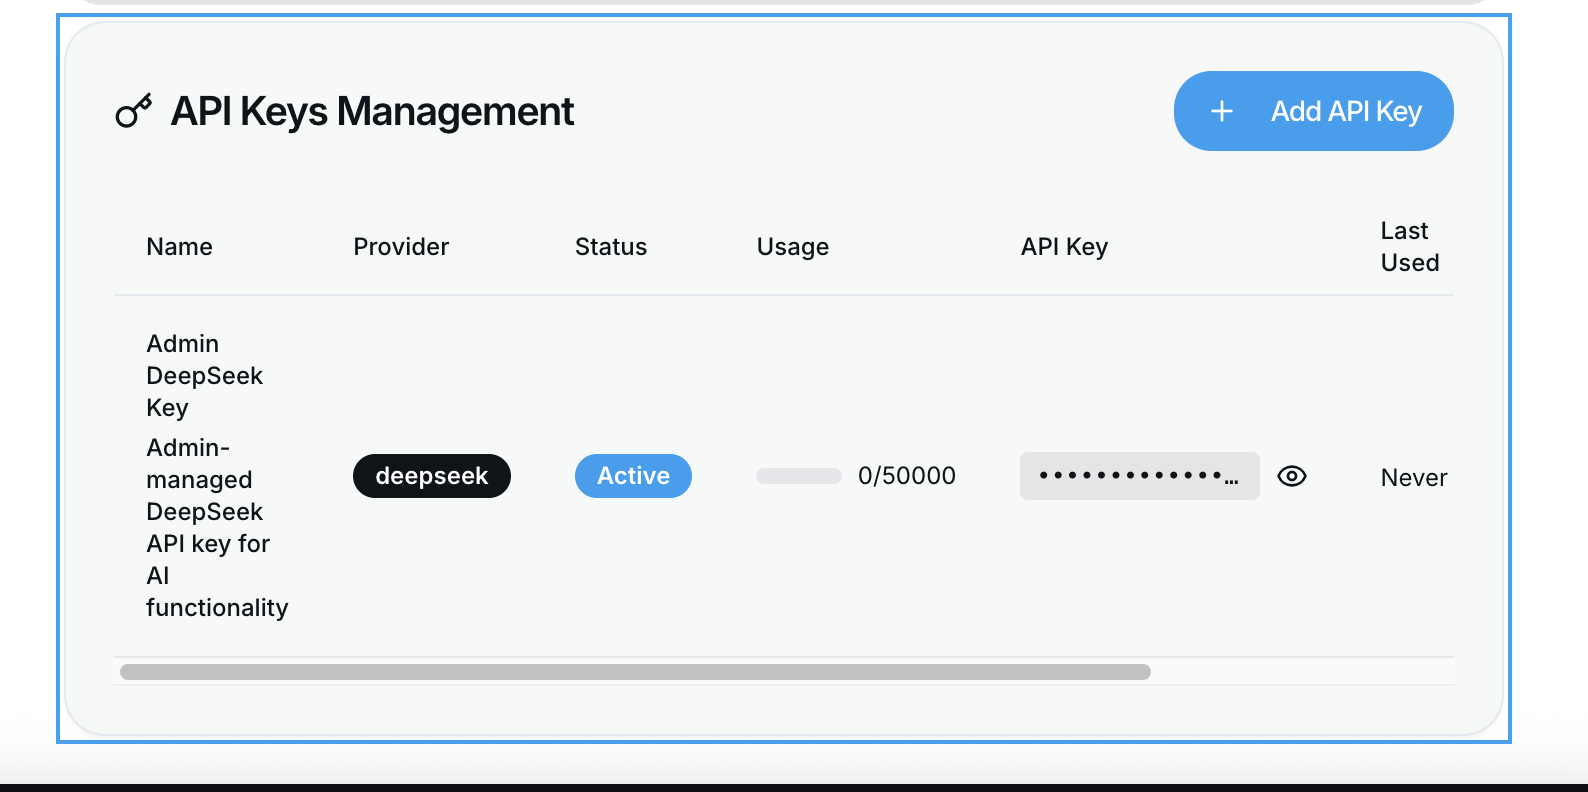 API Keys Management
Add API Key
Name
Provider
Status
Usage
API Key
Last
Used
Admin
DeepSeek
Key
Admin-
managed
DeepSeek
API key for
AI
functionality
deepseek
Active
0/50000
•••••••••••••…
Never